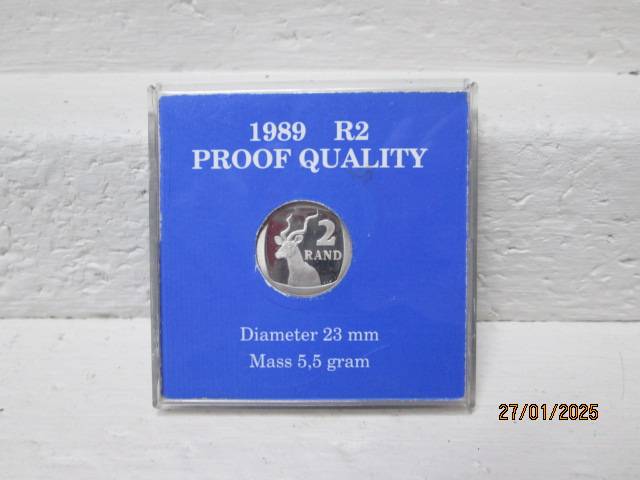 1989 R2
PROOF QUALITY
2
RAND
Diameter 23 mm
Mass 5,5 gram
27/01/2025